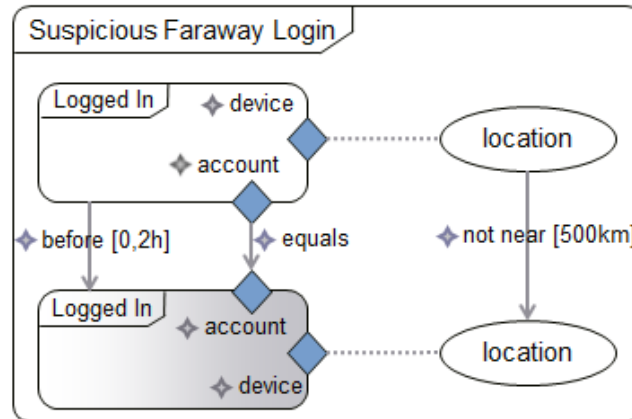 Suspicious Faraway Login
Logged In
device
location
account
before [0,2h]
equals
not near [500km]
Logged In
account
location
device